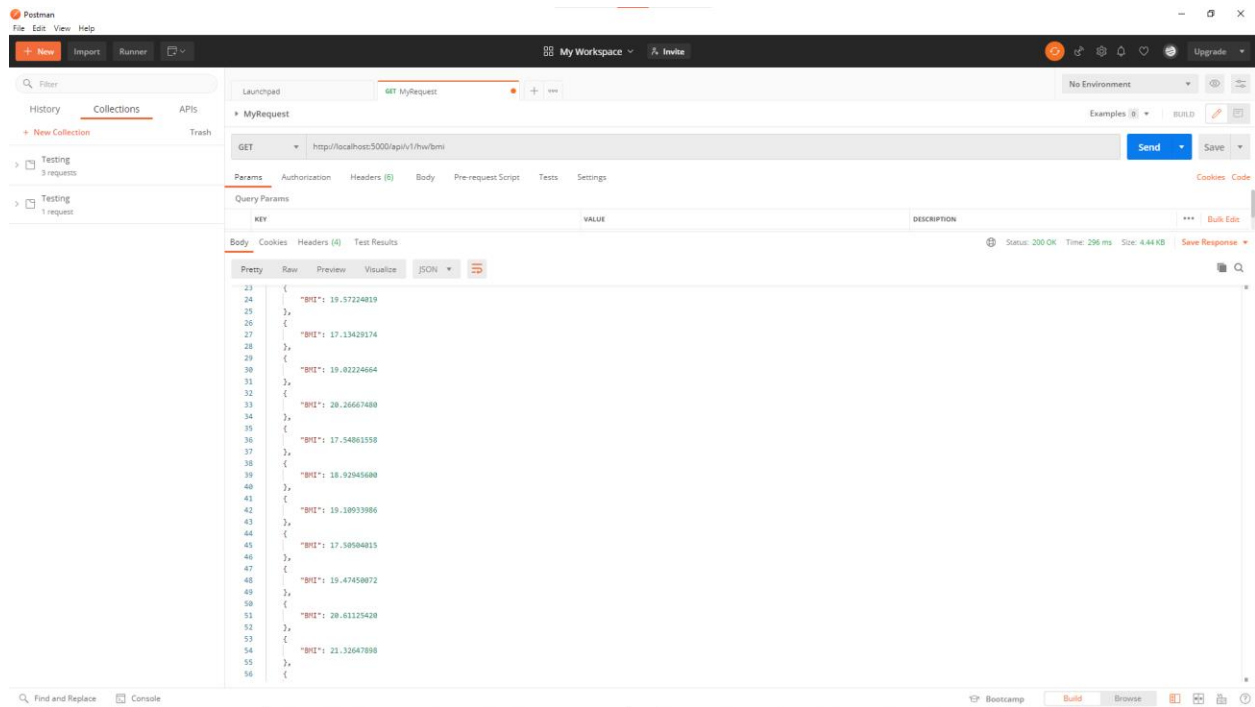 Postman
File Edit View Help
+ New Import Runner My Workspace Invite Upgrade
Filter
History Collections APIs
+ New Collection Trash
Testing
3 requests
Testing
1 request
Launchpad GET MyRequest + ••• No Environment
MyRequest Examples 0 BUILD
GET http://localhost:5000/api/v1/hw/bmi Send Save
Params Authorization Headers (6) Body Pre-request Script Tests Settings Cookies Code
Query Params
KEY VALUE DESCRIPTION ••• Bulk Edit
Body Cookies Headers (4) Test Results Status: 200 OK Time: 296 ms Size: 4.44 KB Save Response
Pretty Raw Preview Visualize JSON
23 {
24 "BMI": 19.57224019
25 },
26 {
27 "BMI": 17.13429174
28 },
29 {
30 "BMI": 19.02224664
31 },
32 {
33 "BMI": 20.26667480
34 },
35 {
36 "BMI": 17.54861558
37 },
38 {
39 "BMI": 18.92945600
40 },
41 {
42 "BMI": 19.10933986
43 },
44 {
45 "BMI": 17.50504015
46 },
47 {
48 "BMI": 19.47450072
49 },
50 {
51 "BMI": 20.61125420
52 },
53 {
54 "BMI": 21.32647898
55 },
56 {
Find and Replace Console Bootcamp Build Browse